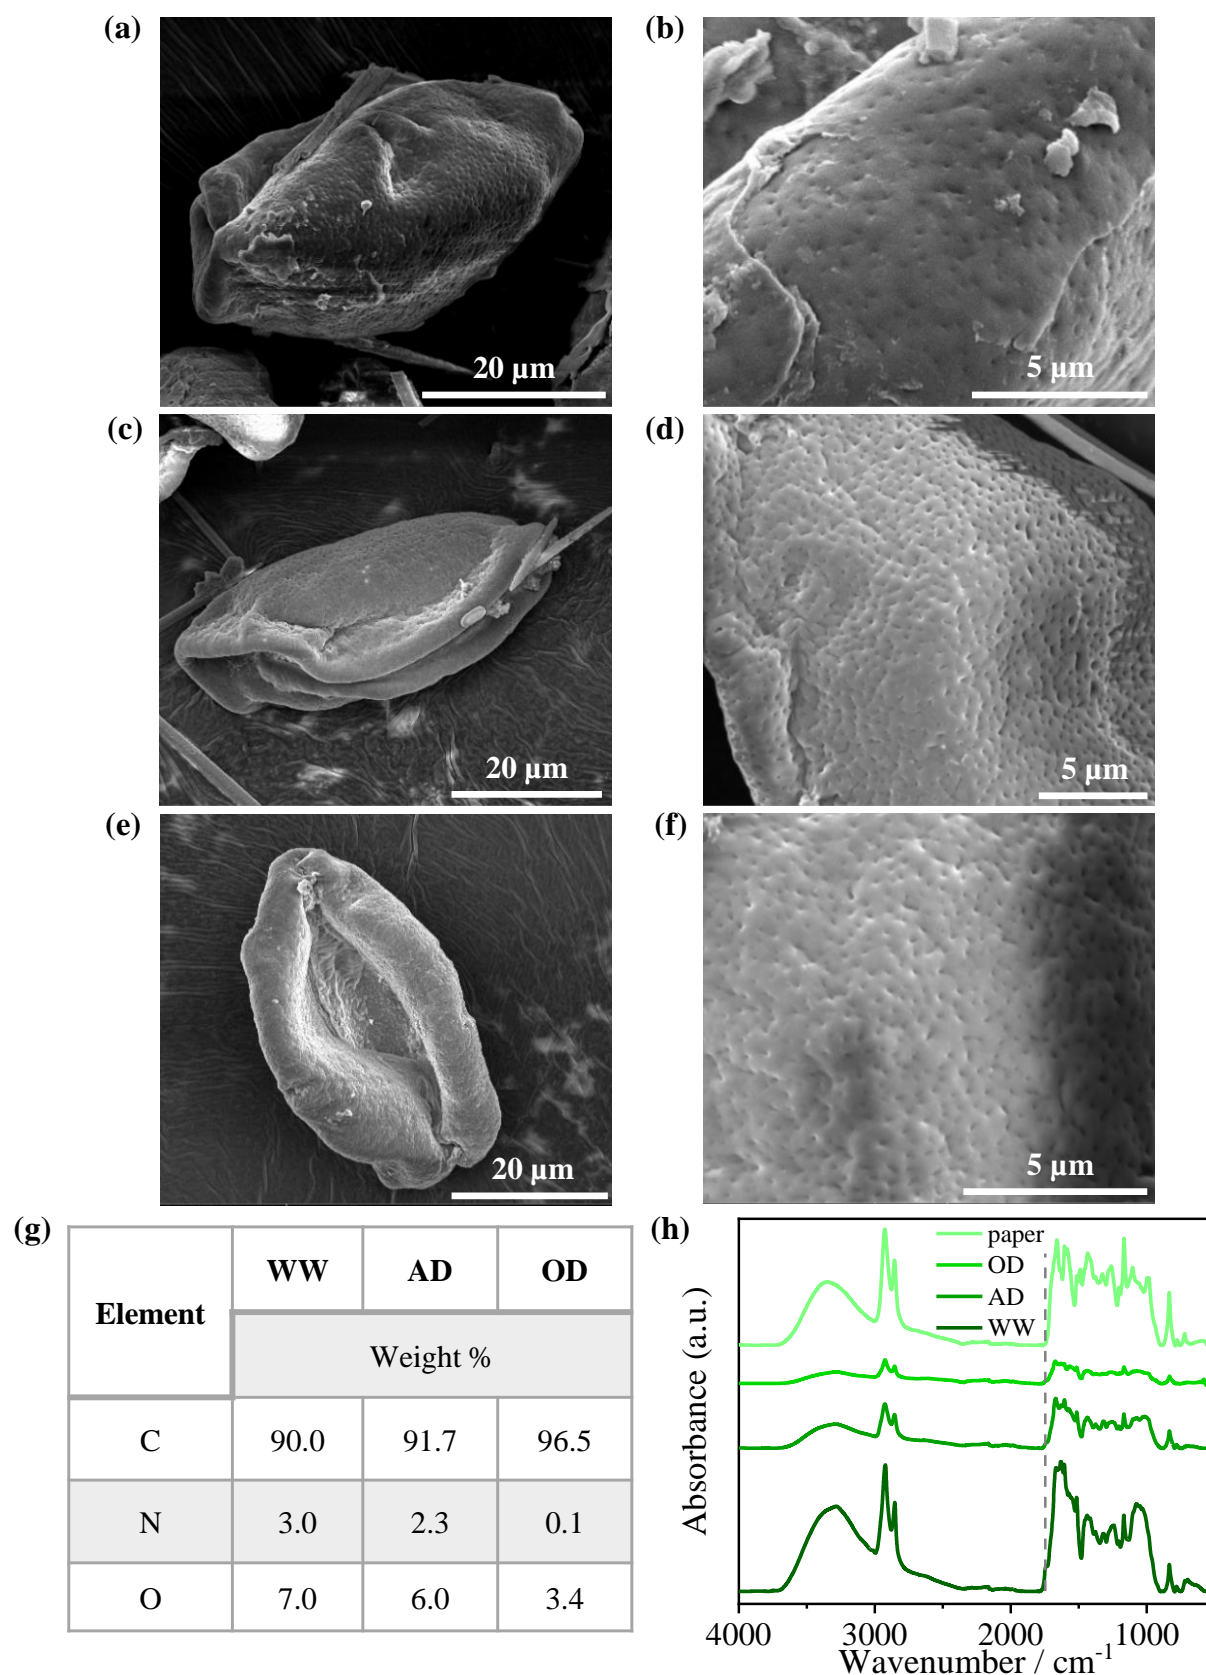 (a)
(b)
20 µm
5 µm
(c)
(d)
20 µm
5 µm
(e)
(f)
20 µm
5 µm
(g)
Element WW AD OD
Weight %
C 90.0 91.7 96.5
N 3.0 2.3 0.1
O 7.0 6.0 3.4
(h)
paper
OD
AD
WW
Absorbance (a.u.)
4000 3000 2000 1000
Wavenumber / cm⁻¹